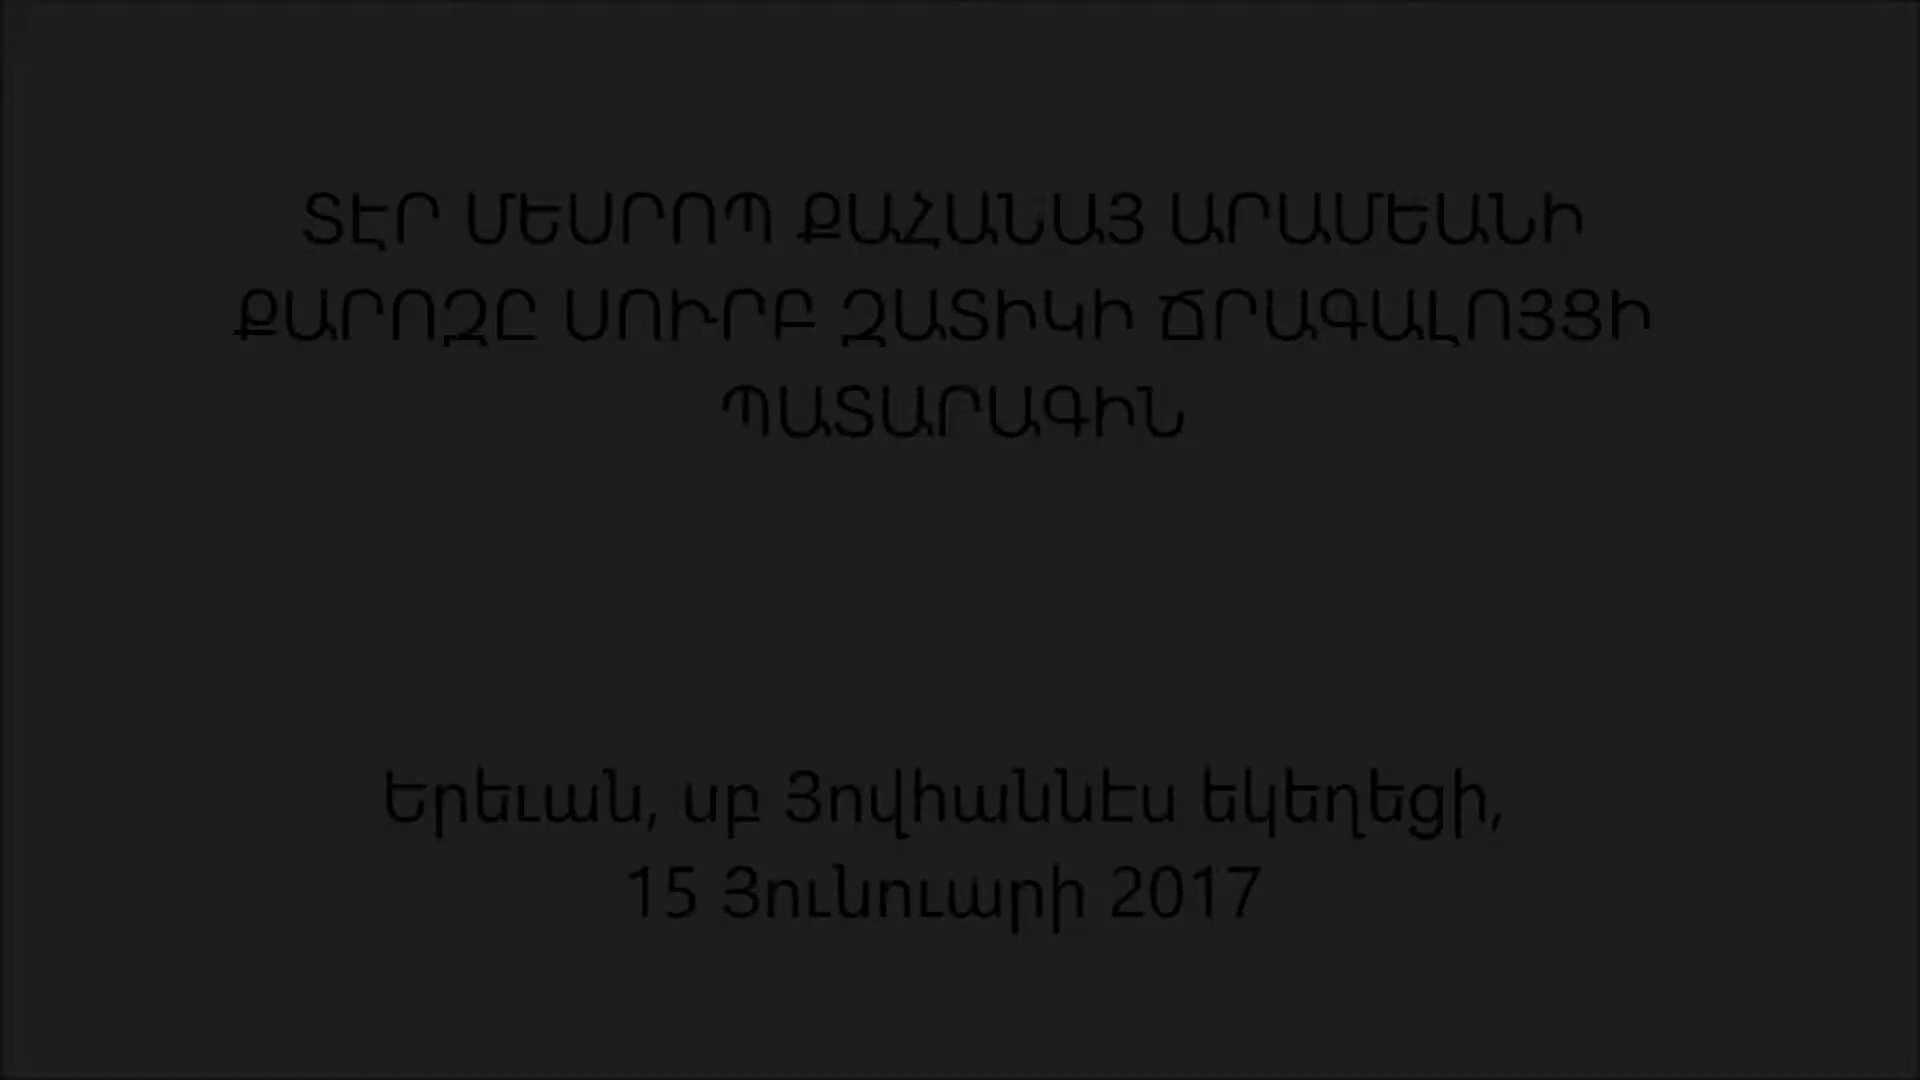 ՏԷՐ ՄԵՍՐՈՊ ՔԱՀԱՆԱՅ ԱՐԱՄԵԱՆԻ
ՔԱՐՈԶԸ ՍՈՒՐԲ ԶԱՏԻԿԻ ՃՐԱԳԱԼՈՅՑԻ
ՊԱՏԱՐԱԳԻՆ
Երեւան, սբ Յովհաննէս եկեղեցի,
15 Յունուարի 2017